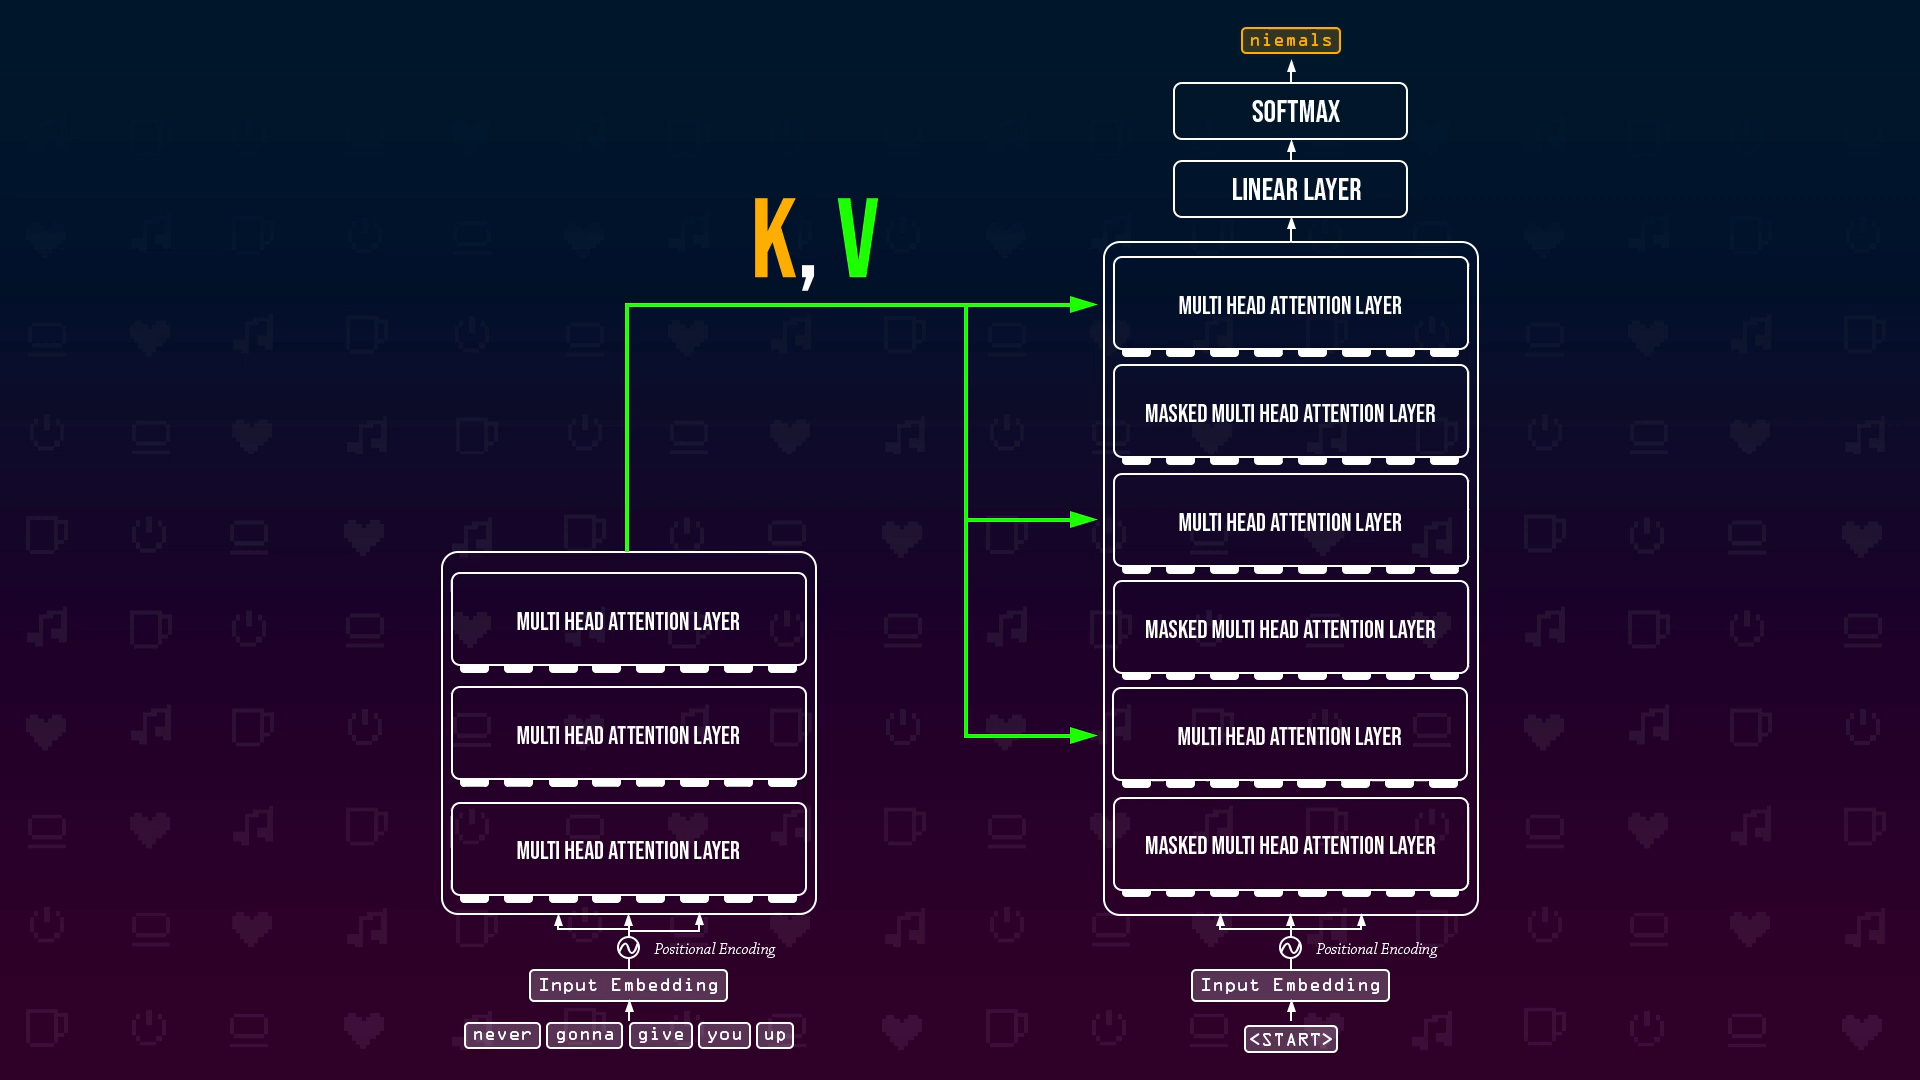 niemals
SOFTMAX
LINEAR LAYER
K, V
MULTI HEAD ATTENTION LAYER
MASKED MULTI HEAD ATTENTION LAYER
MULTI HEAD ATTENTION LAYER
MASKED MULTI HEAD ATTENTION LAYER
MULTI HEAD ATTENTION LAYER
MASKED MULTI HEAD ATTENTION LAYER
Positional Encoding
Input Embedding
<START>
MULTI HEAD ATTENTION LAYER
MULTI HEAD ATTENTION LAYER
MULTI HEAD ATTENTION LAYER
Positional Encoding
Input Embedding
never gonna give you up